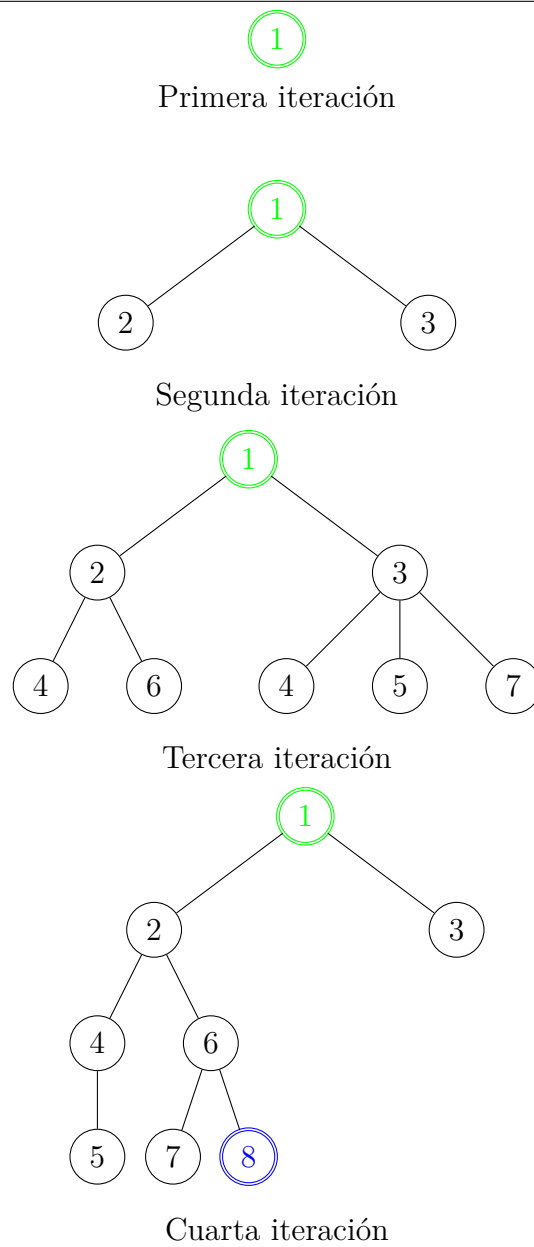 1
Primera iteración
1
2 3
Segunda iteración
1
2 3
4 6 4 5 7
Tercera iteración
1
2 3
4 6
5 7 8
Cuarta iteración